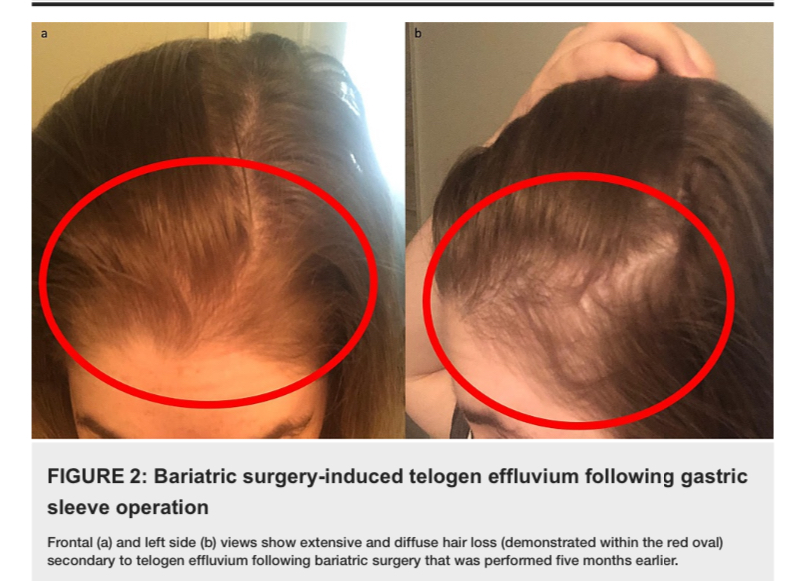 a
b
FIGURE 2: Bariatric surgery-induced telogen effluvium following gastric
sleeve operation
Frontal (a) and left side (b) views show extensive and diffuse hair loss (demonstrated within the red oval)
secondary to telogen effluvium following bariatric surgery that was performed five months earlier.